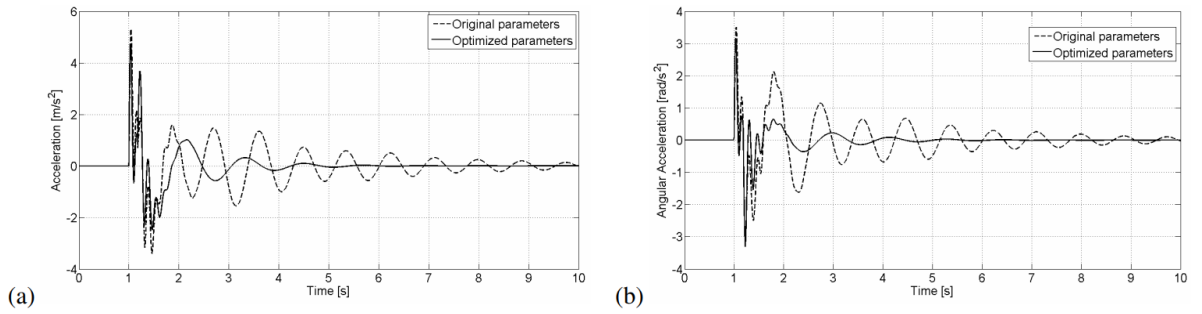 6
4
2
0
-2
-4
Acceleration [m/s²]
Original parameters
Optimized parameters
0 1 2 3 4 5 6 7 8 9 10
Time [s]
(a)
4
3
2
1
0
-1
-2
-3
-4
Angular Acceleration [rad/s²]
Original parameters
Optimized parameters
0 1 2 3 4 5 6 7 8 9 10
Time [s]
(b)